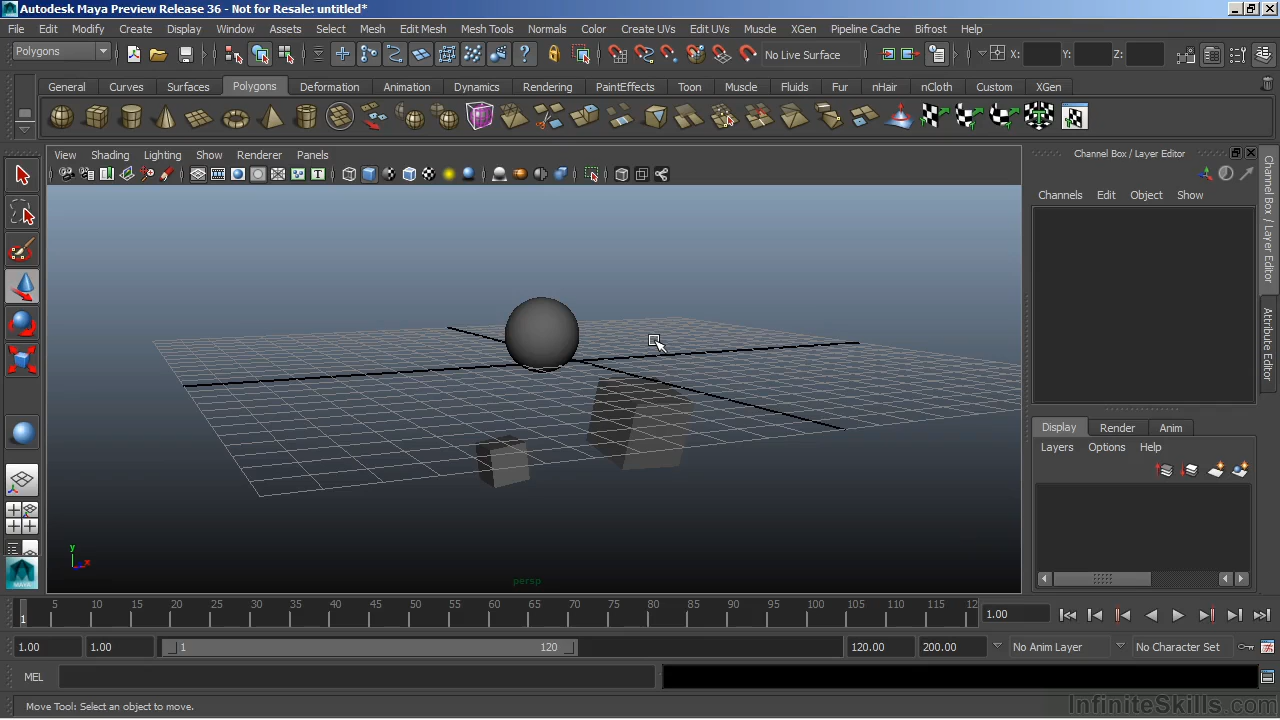 Autodesk Maya Preview Release 36 - Not for Resale: untitled*
File Edit Modify Create Display Window Assets Select Mesh Edit Mesh Mesh Tools Normals Color Create UVs Edit UVs Muscle XGen Pipeline Cache Bifrost Help
Polygons No Live Surface X: Y: Z:
General Curves Surfaces Polygons Deformation Animation Dynamics Rendering PaintEffects Toon Muscle Fluids Fur nHair nCloth Custom XGen
View Shading Lighting Show Renderer Panels
Channel Box / Layer Editor
Channels Edit Object Show
Channel Box / Layer Editor
Attribute Editor
Display Render Anim
Layers Options Help
y
x
persp
1 5 10 15 20 25 30 35 40 45 50 55 60 65 70 75 80 85 90 95 100 105 110 115 12
1.00
1.00 1.00 1 120 120.00 200.00 No Anim Layer No Character Set
MEL
Move Tool: Select an object to move.
InfiniteSkills.com